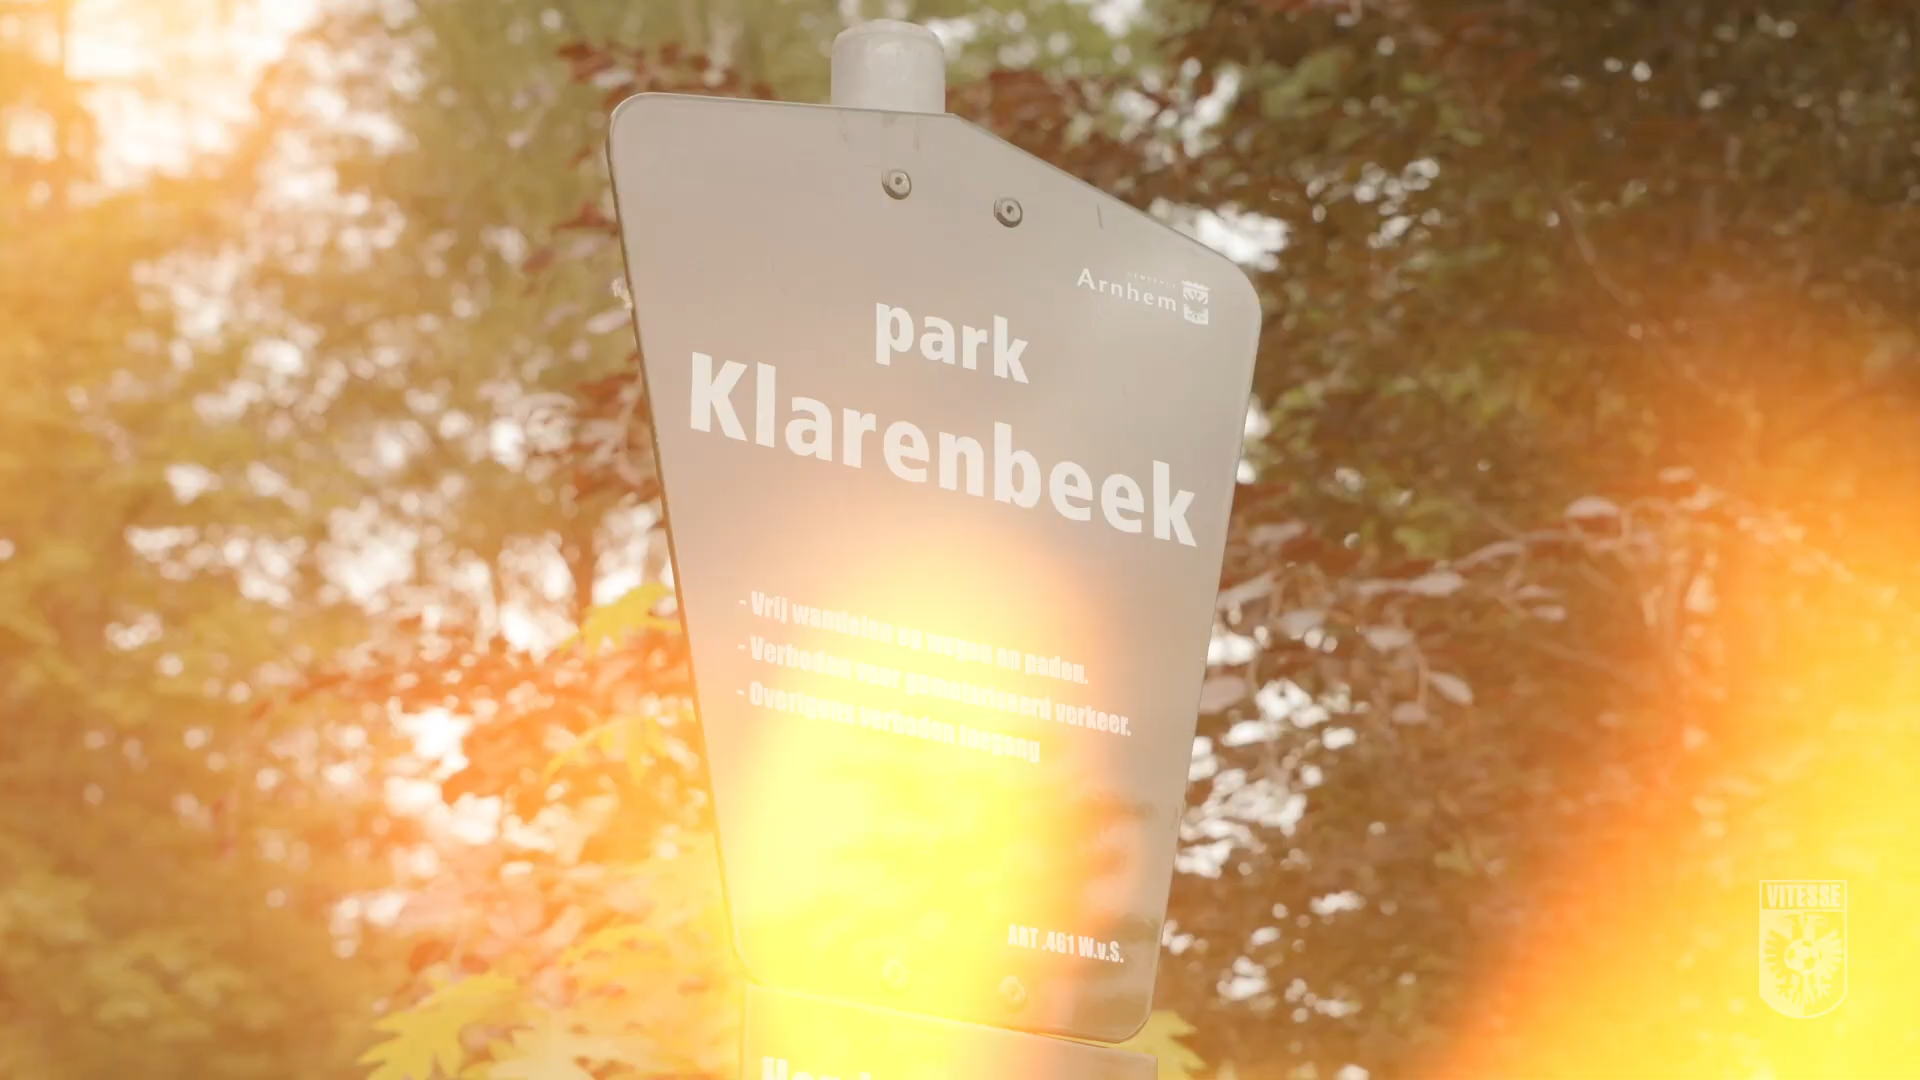 GEMEENTE
Arnhem
park
Klarenbeek
- Vrij wandelen op wegen en paden.
- Verboden voor gemotoriseerd verkeer.
- Overigens verboden toegang
ART .461 W.v.S.
VITESSE